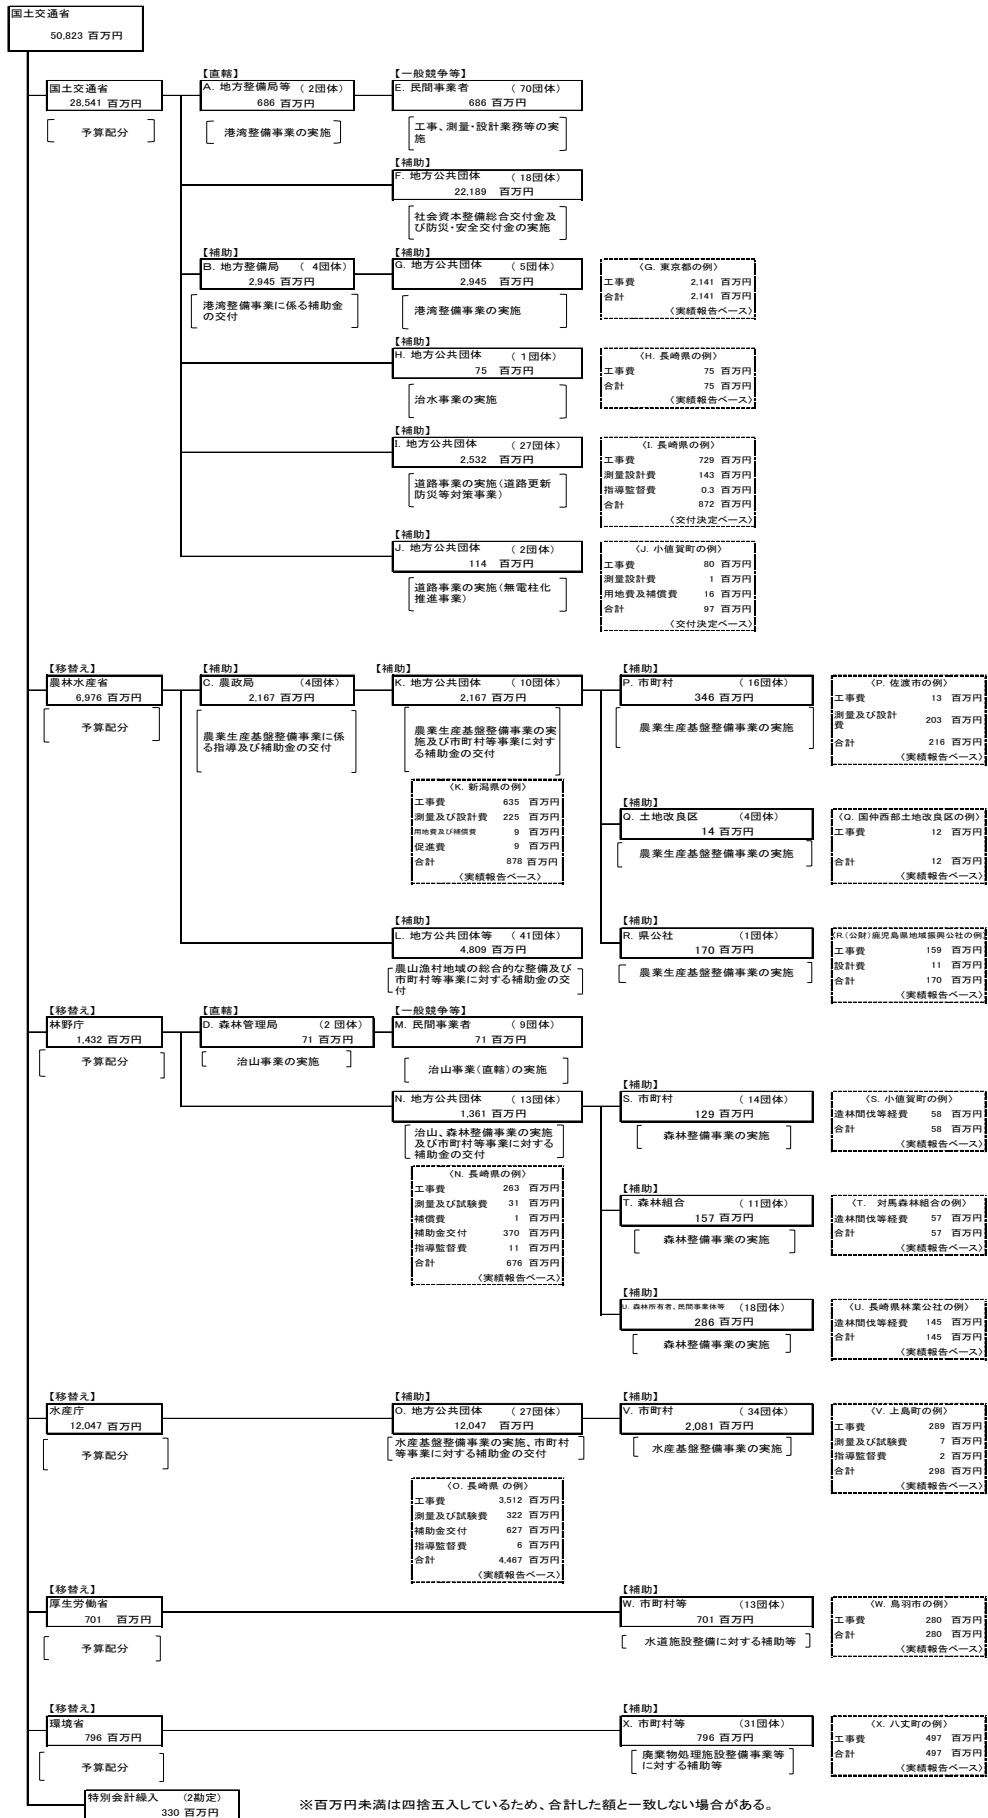 国土交通省
50,823 百万円
【直轄】
【一般競争等】
国土交通省
28,541 百万円
予算配分
A. 地方整備局等 (2団体)
686 百万円
港湾整備事業の実施
E. 民間事業者 (70団体)
686 百万円
工事、測量・設計業務等の実
施
【補助】
F. 地方公共団体 (18団体)
22,189 百万円
社会資本整備総合交付金及
び防災・安全交付金の実施
【補助】
B. 地方整備局 (4団体)
2,945 百万円
港湾整備事業に係る補助金
の交付
【補助】
G. 地方公共団体 (5団体)
2,945 百万円
港湾整備事業の実施
〈G. 東京都の例〉
工事費 2,141 百万円
合計 2,141 百万円
〈実績報告ベース〉
【補助】
H. 地方公共団体 (1団体)
75 百万円
治水事業の実施
〈H. 長崎県の例〉
工事費 75 百万円
合計 75 百万円
〈実績報告ベース〉
【補助】
I. 地方公共団体 (27団体)
2,532 百万円
道路事業の実施(道路更新
防災等対策事業)
〈I. 長崎県の例〉
工事費 729 百万円
測量設計費 143 百万円
指導監督費 0.3 百万円
合計 872 百万円
〈交付決定ベース〉
【補助】
J. 地方公共団体 (2団体)
114 百万円
道路事業の実施(無電柱化
推進事業)
〈J. 小値賀町の例〉
工事費 80 百万円
測量設計費 1 百万円
用地費及補償費 16 百万円
合計 97 百万円
〈交付決定ベース〉
【移替え】
農林水産省
6,976 百万円
予算配分
【補助】
C. 農政局 (4団体)
2,167 百万円
農業生産基盤整備事業に係
る指導及び補助金の交付
【補助】
K. 地方公共団体 (10団体)
2,167 百万円
農業生産基盤整備事業の実
施及び市町村等事業に対す
る補助金の交付
〈K. 新潟県の例〉
工事費 635 百万円
測量及び設計費 225 百万円
用地費及び補償費 9 百万円
促進費 9 百万円
合計 878 百万円
〈実績報告ベース〉
【補助】
P. 市町村 (16団体)
346 百万円
農業生産基盤整備事業の実施
〈P. 佐渡市の例〉
工事費 13 百万円
測量及び設計
費 203 百万円
合計 216 百万円
〈実績報告ベース〉
【補助】
Q. 土地改良区 (4団体)
14 百万円
農業生産基盤整備事業の実施
〈Q. 国仲西部土地改良区の例〉
工事費 12 百万円
合計 12 百万円
〈実績報告ベース〉
【補助】
L. 地方公共団体等 (41団体)
4,809 百万円
農山漁村地域の総合的な整備及び
市町村等事業に対する補助金の交
付
【補助】
R. 県公社 (1団体)
170 百万円
農業生産基盤整備事業の実施
〈R.(公財)鹿児島県地域振興公社の例〉
工事費 159 百万円
設計費 11 百万円
合計 170 百万円
〈実績報告ベース〉
【移替え】
林野庁
1,432 百万円
予算配分
【直轄】
D. 森林管理局 (2 団体)
71 百万円
治山事業の実施
【一般競争等】
M. 民間事業者 (9団体)
71 百万円
治山事業(直轄)の実施
【補助】
N. 地方公共団体 (13団体)
1,361 百万円
治山、森林整備事業の実施
及び市町村等事業に対する
補助金の交付
〈N. 長崎県の例〉
工事費 263 百万円
測量及び試験費 31 百万円
補償費 1 百万円
補助金交付 370 百万円
指導監督費 11 百万円
合計 676 百万円
〈実績報告ベース〉
【補助】
S. 市町村 (14団体)
129 百万円
森林整備事業の実施
〈S. 小値賀町の例〉
造林間伐等経費 58 百万円
合計 58 百万円
〈実績報告ベース〉
【補助】
T. 森林組合 (11団体)
157 百万円
森林整備事業の実施
〈T. 対馬森林組合の例〉
造林間伐等経費 57 百万円
合計 57 百万円
〈実績報告ベース〉
【補助】
U. 森林所有者、民間事業体等 (18団体)
286 百万円
森林整備事業の実施
〈U. 長崎県林業公社の例〉
造林間伐等経費 145 百万円
合計 145 百万円
〈実績報告ベース〉
【移替え】
水産庁
12,047 百万円
予算配分
【補助】
O. 地方公共団体 (27団体)
12,047 百万円
水産基盤整備事業の実施、市町村
等事業に対する補助金の交付
〈O. 長崎県 の例〉
工事費 3,512 百万円
測量及び試験費 322 百万円
補助金交付 627 百万円
指導監督費 6 百万円
合計 4,467 百万円
〈実績報告ベース〉
【補助】
V. 市町村 (34団体)
2,081 百万円
水産基盤整備事業の実施
〈V. 上島町の例〉
工事費 289 百万円
測量及び試験費 7 百万円
指導監督費 2 百万円
合計 298 百万円
〈実績報告ベース〉
【移替え】
厚生労働省
701 百万円
予算配分
【補助】
W. 市町村等 (13団体)
701 百万円
水道施設整備に対する補助等
〈W. 鳥羽市の例〉
工事費 280 百万円
合計 280 百万円
〈実績報告ベース〉
【移替え】
環境省
796 百万円
予算配分
【補助】
X. 市町村等 (31団体)
796 百万円
廃棄物処理施設整備事業等
に対する補助等
〈X. 八丈町の例〉
工事費 497 百万円
合計 497 百万円
〈実績報告ベース〉
特別会計繰入 (2勘定)
330 百万円
※百万円未満は四捨五入しているため、合計した額と一致しない場合がある。